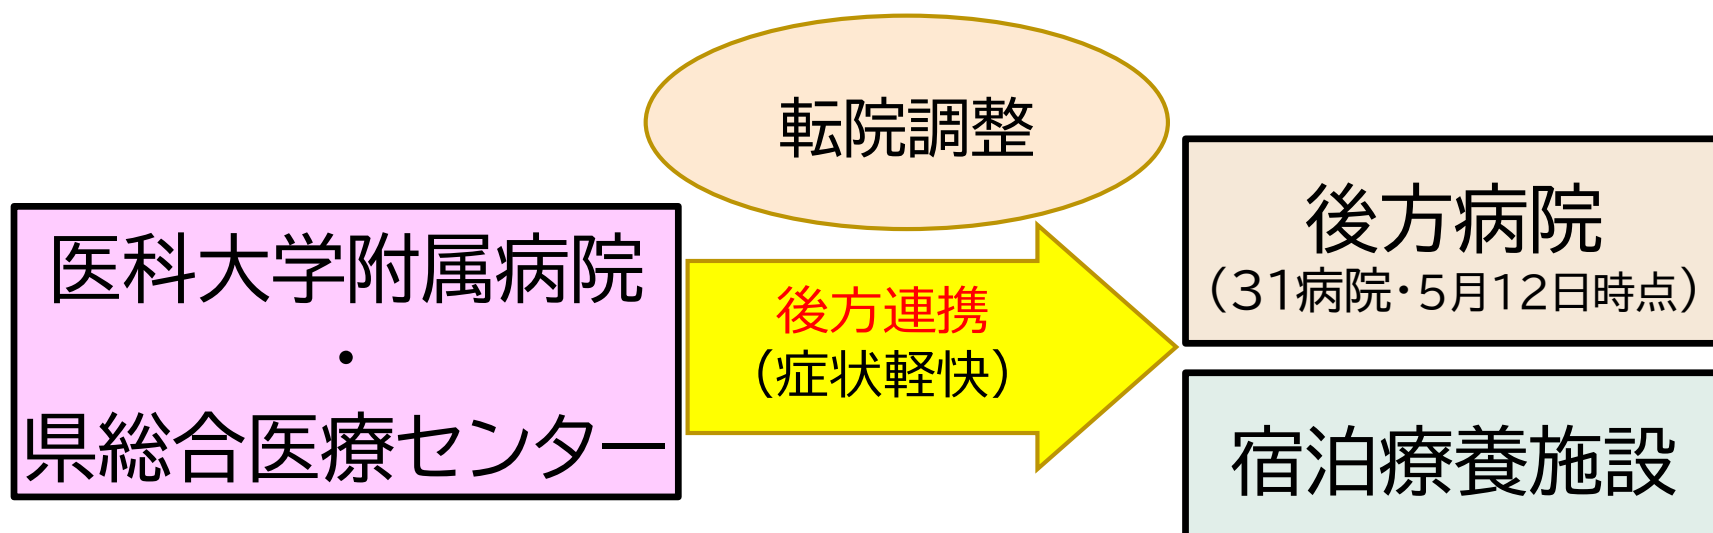 転院調整
医科大学附属病院
・
県総合医療センター
後方連携
（症状軽快）
後方病院
（31病院・5月12日時点）
宿泊療養施設